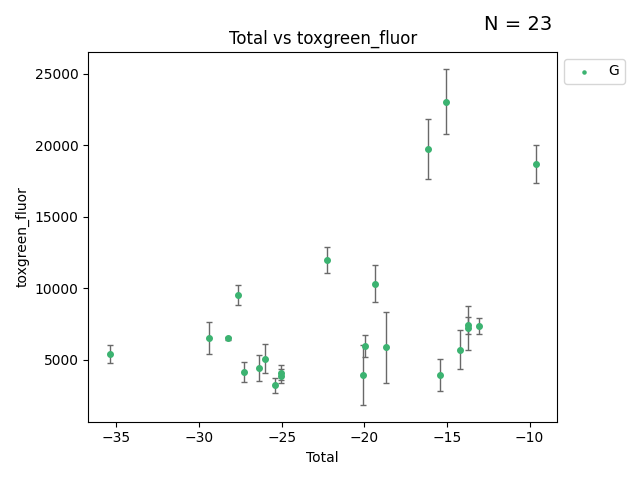 N = 23
Total vs toxgreen_fluor
G
25000
20000
15000
10000
5000
toxgreen_fluor
−35
−30
−25
−20
−15
−10
Total